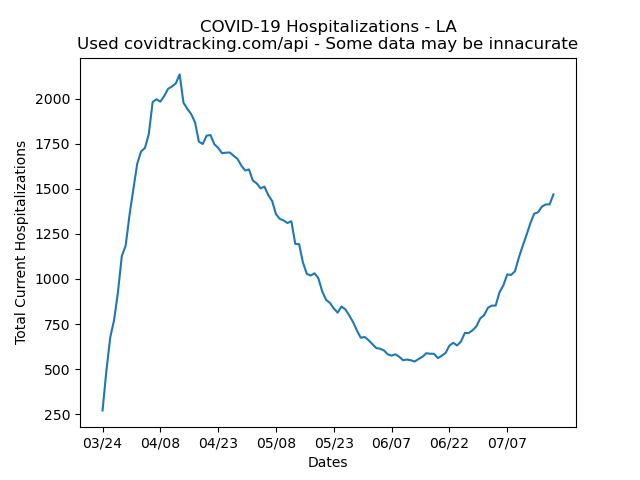 COVID-19 Hospitalizations - LA
Used covidtracking.com/api - Some data may be innacurate
Total Current Hospitalizations
2000
1750
1500
1250
1000
750
500
250
03/24 04/08 04/23 05/08 05/23 06/07 06/22 07/07
Dates